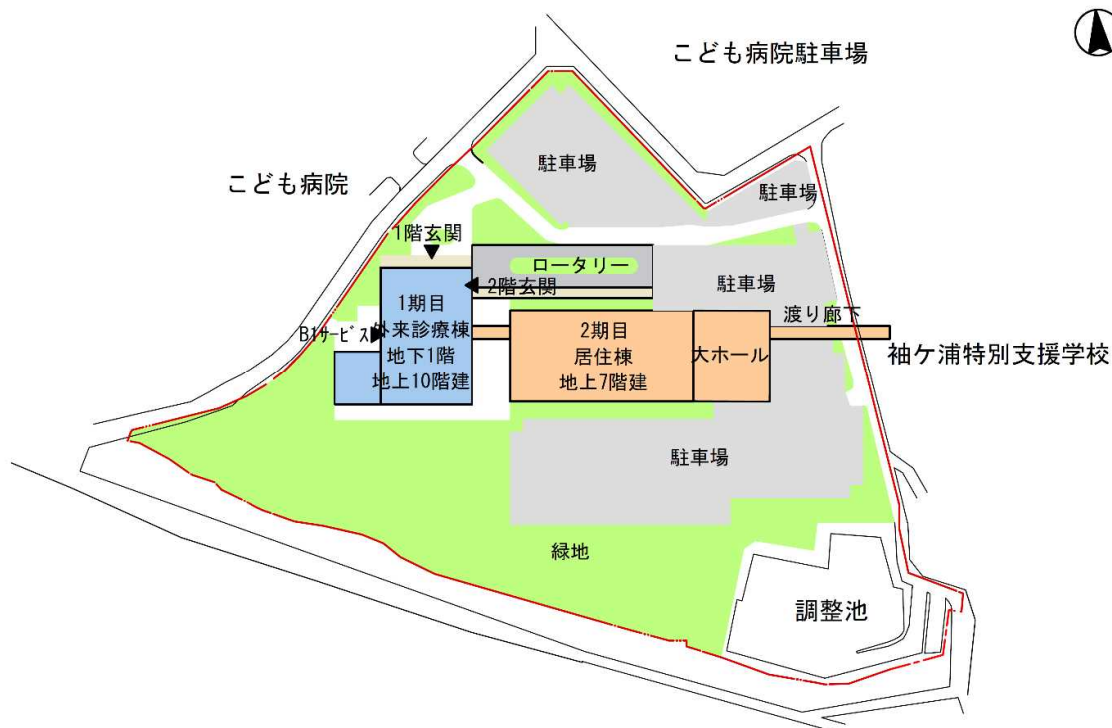 こども病院駐車場
駐車場
こども病院
駐車場
1階玄関
ロータリー
2階玄関
駐車場
1期目
外来診療棟
地下1階
地上10階建
B1サービス
2期目
居住棟
地上7階建
大ホール
渡り廊下
袖ケ浦特別支援学校
駐車場
緑地
調整池